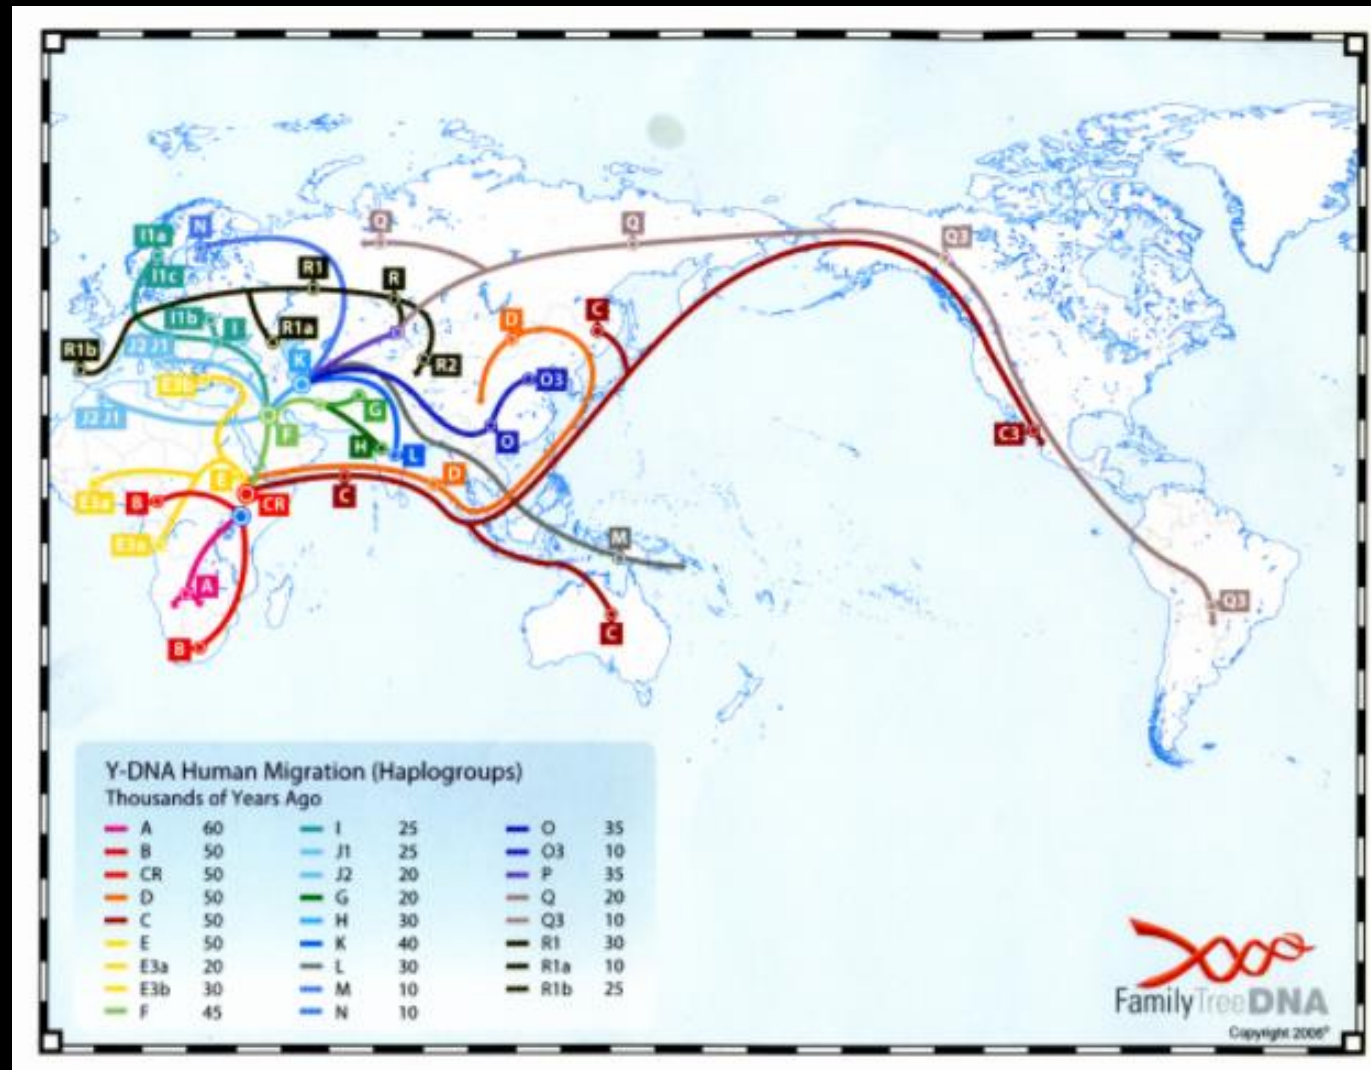 N
Q
Q
I1a
Q3
I1c
R1
R
C
I1b
D
I
R1a
R1b
J2 J1
K
R2
E3b
O3
J2 J1
G
F
C3
O
H
L
E
D
E3a
B
CR
C
E3a
M
A
Q3
C
B
Y-DNA Human Migration (Haplogroups)
Thousands of Years Ago
A 60 I 25 O 35
B 50 J1 25 O3 10
CR 50 J2 20 P 35
D 50 G 20 Q 20
C 50 H 30 Q3 10
E 50 K 40 R1 30
E3a 20 L 30 R1a 10
E3b 30 M 10 R1b 25
F 45 N 10
FamilyTreeDNA
Copyright 2006®